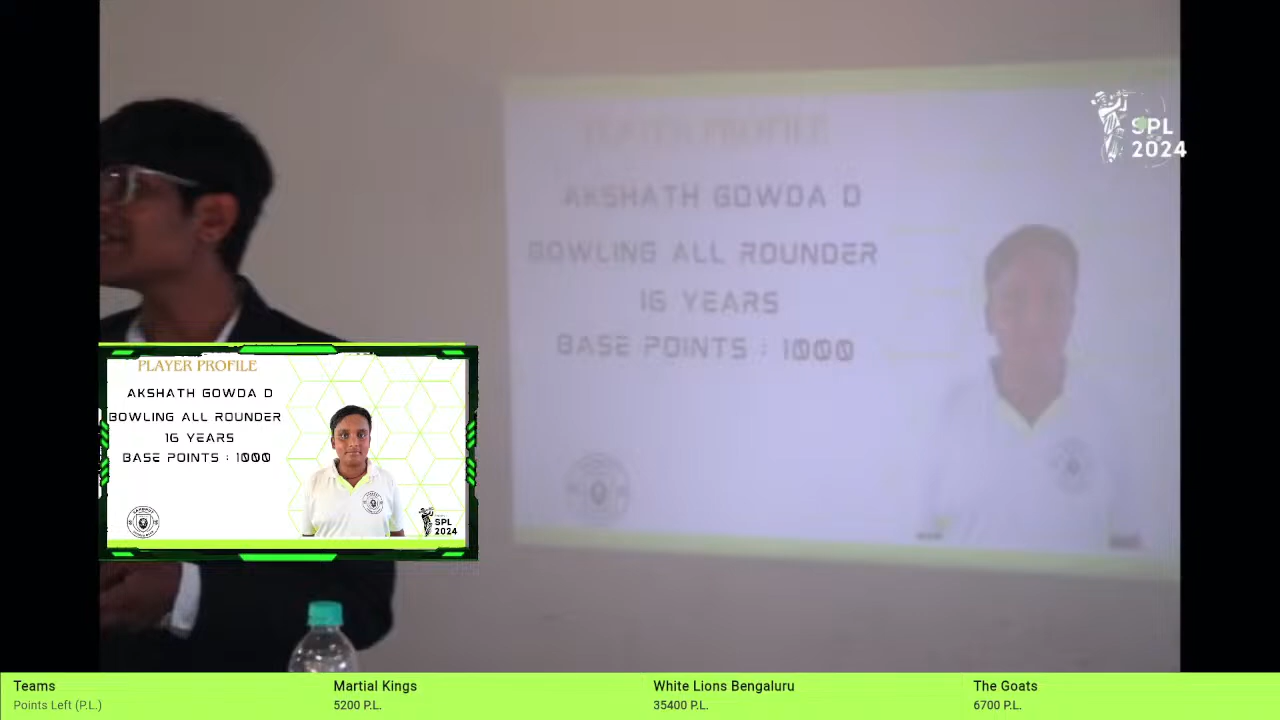 PLAYER PROFILE
AKSHATH GOWDA D
BOWLING ALL ROUNDER
16 YEARS
BASE POINTS : 1000
SPL
2024
PLAYER PROFILE
AKSHATH GOWDA D
BOWLING ALL ROUNDER
16 YEARS
BASE POINTS : 1000
SPL
2024
Teams
Points Left (P.L.)
Martial Kings
5200 P.L.
White Lions Bengaluru
35400 P.L.
The Goats
6700 P.L.